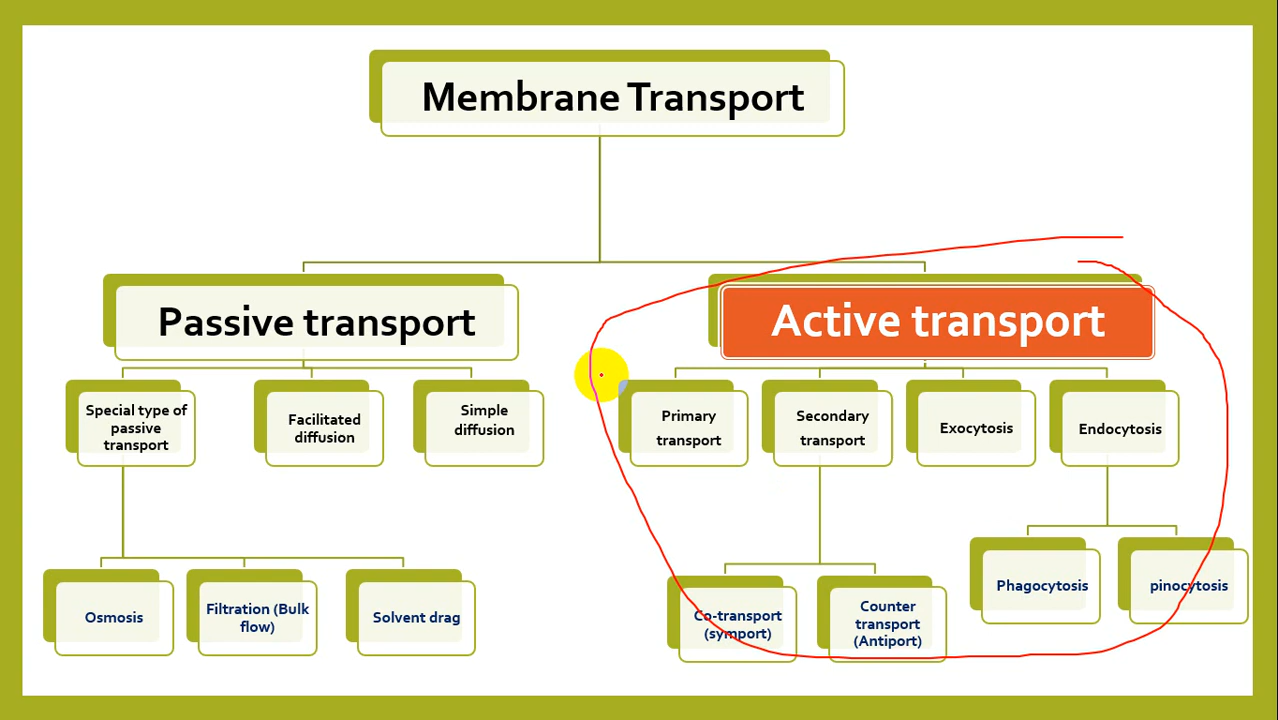 Membrane Transport
Passive transport
Active transport
Special type of
passive
transport
Facilitated
diffusion
Simple
diffusion
Primary
transport
Secondary
transport
Exocytosis
Endocytosis
Osmosis
Filtration (Bulk
flow)
Solvent drag
Co-transport
(symport)
Counter
transport
(Antiport)
Phagocytosis
pinocytosis